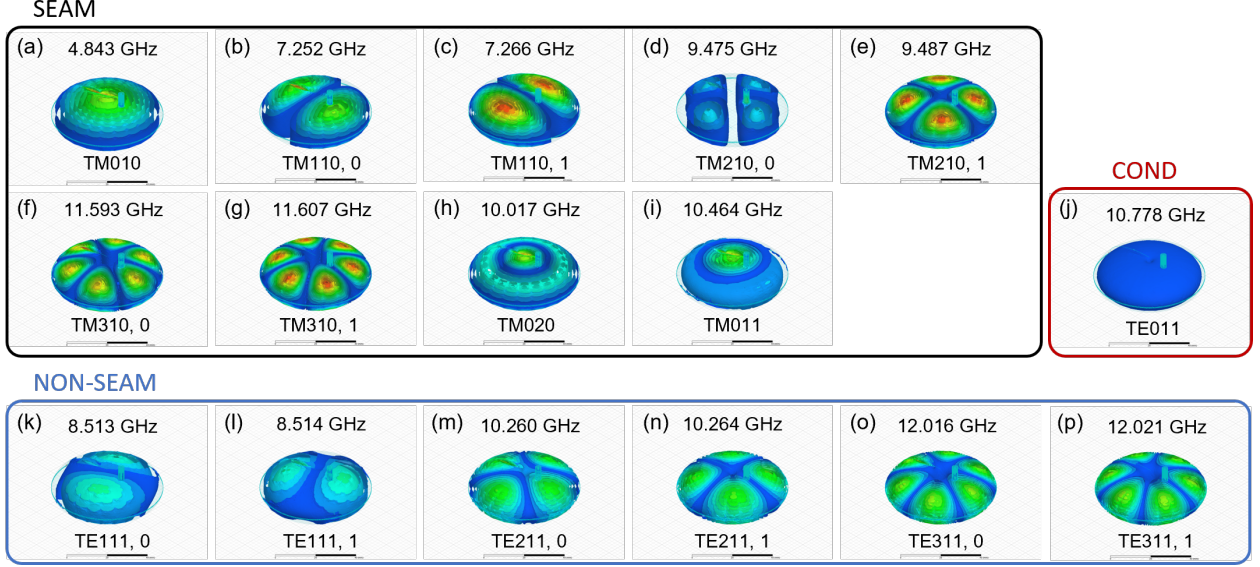 SEAM
(a) 4.843 GHz
TM010
(b) 7.252 GHz
TM110, 0
(c) 7.266 GHz
TM110, 1
(d) 9.475 GHz
TM210, 0
(e) 9.487 GHz
TM210, 1
(f) 11.593 GHz
TM310, 0
(g) 11.607 GHz
TM310, 1
(h) 10.017 GHz
TM020
(i) 10.464 GHz
TM011
COND
(j) 10.778 GHz
TE011
NON-SEAM
(k) 8.513 GHz
TE111, 0
(l) 8.514 GHz
TE111, 1
(m) 10.260 GHz
TE211, 0
(n) 10.264 GHz
TE211, 1
(o) 12.016 GHz
TE311, 0
(p) 12.021 GHz
TE311, 1